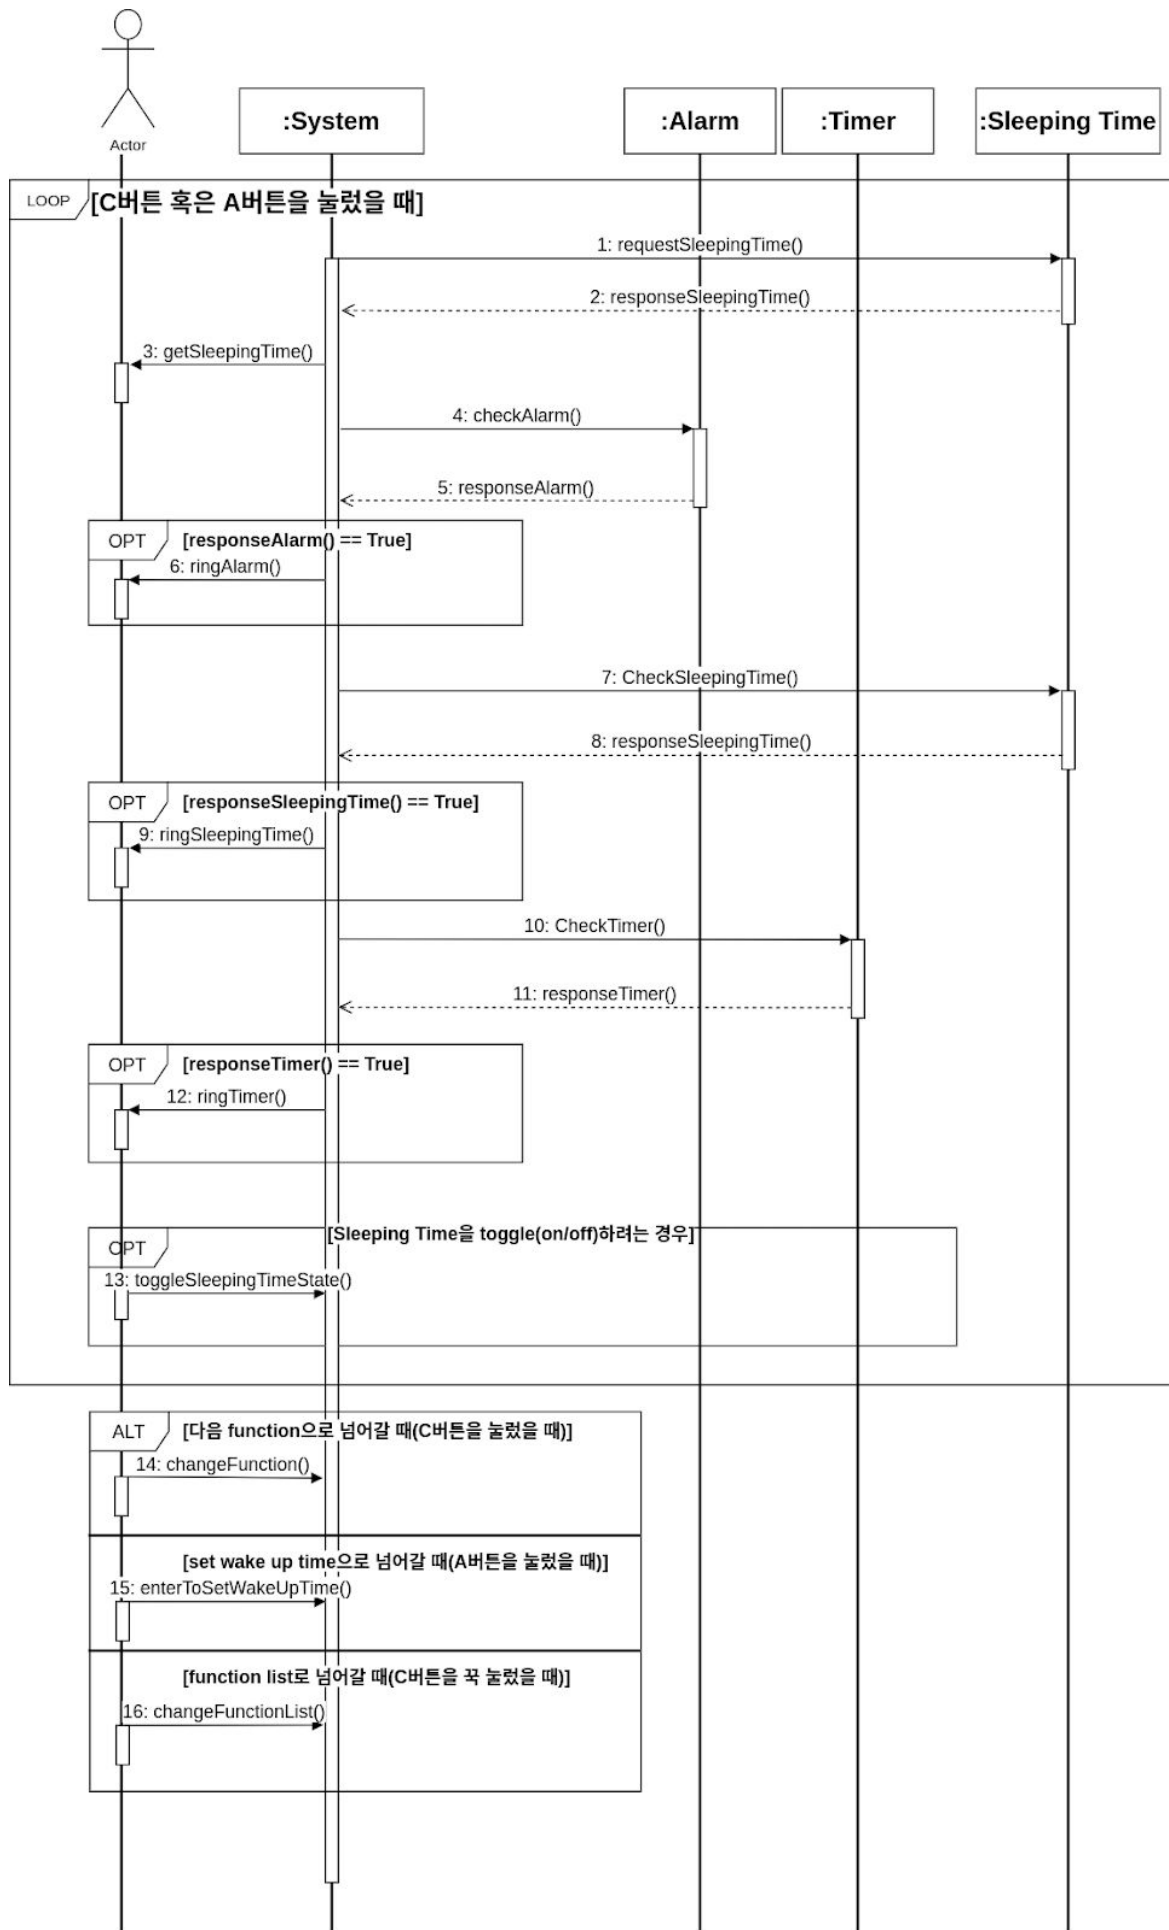 Actor
:System
:Alarm
:Timer
:Sleeping Time
LOOP
[C버튼 혹은 A버튼을 눌렀을 때]
1: requestSleepingTime()
2: responseSleepingTime()
3: getSleepingTime()
4: checkAlarm()
5: responseAlarm()
OPT
[responseAlarm() == True]
6: ringAlarm()
7: CheckSleepingTime()
8: responseSleepingTime()
OPT
[responseSleepingTime() == True]
9: ringSleepingTime()
10: CheckTimer()
11: responseTimer()
OPT
[responseTimer() == True]
12: ringTimer()
[Sleeping Time을 toggle(on/off)하려는 경우]
OPT
13: toggleSleepingTimeState()
ALT
[다음 function으로 넘어갈 때(C버튼을 눌렀을 때)]
14: changeFunction()
[set wake up time으로 넘어갈 때(A버튼을 눌렀을 때)]
15: enterToSetWakeUpTime()
[function list로 넘어갈 때(C버튼을 꾹 눌렀을 때)]
16: changeFunctionList()